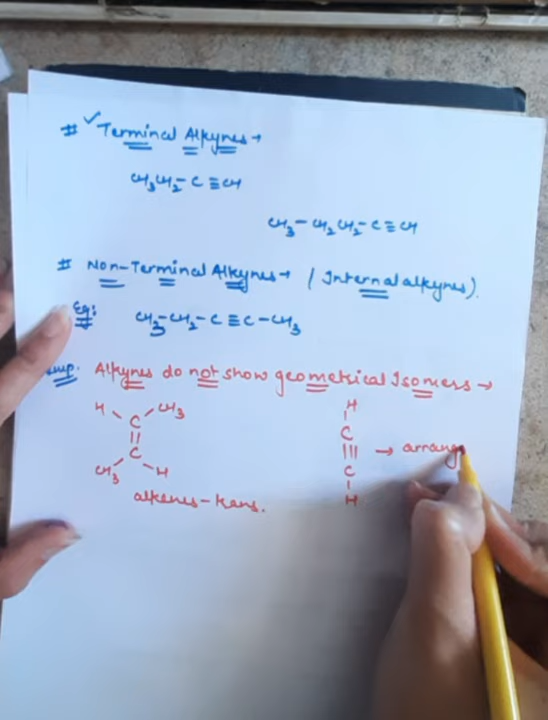 # ✓ Terminal Alkynes →
CH3CH2-C≡CH
CH3-CH2CH2-C≡CH
# Non-Terminal Alkynes → (Internal alkynes).
Eg: CH3-CH2-C≡C-CH3
Imp. Alkynes do not show geometrical Isomers →
H CH3
C
||
C
CH3 H
alkenes-trans.
H
C
||| → arrange
C
H